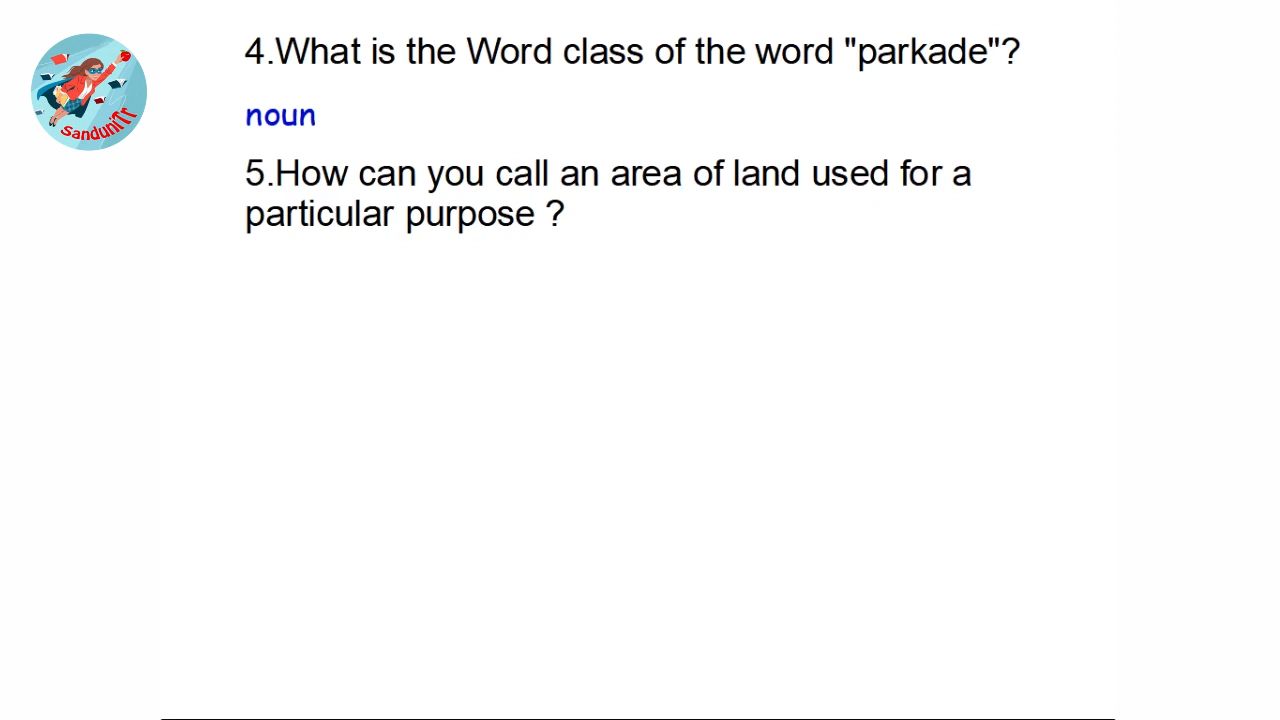 SanduniTr
4.What is the Word class of the word "parkade"?
noun
5.How can you call an area of land used for a
particular purpose ?